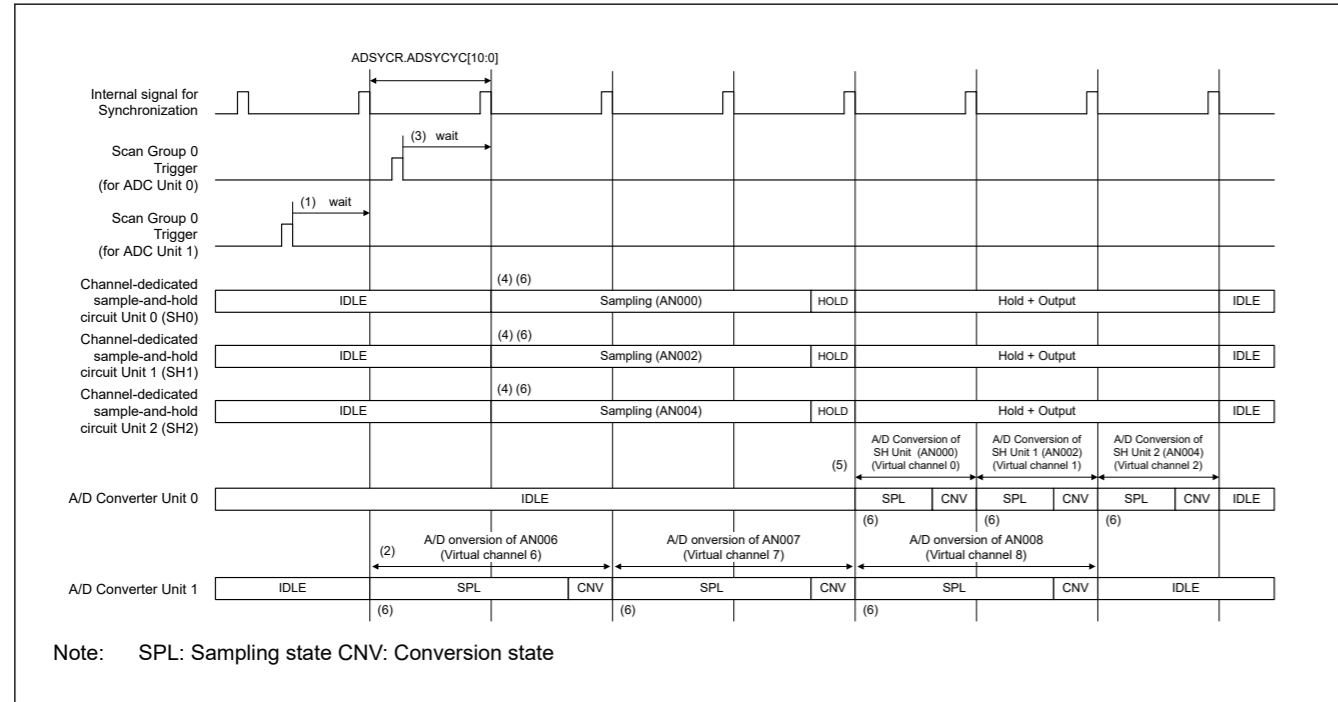 ADSYCR.ADSYCYC[10:0]
Internal signal for
Synchronization
(3) wait
Scan Group 0
Trigger
(for ADC Unit 0)
(1) wait
Scan Group 0
Trigger
(for ADC Unit 1)
(4) (6)
Channel-dedicated
sample-and-hold
circuit Unit 0 (SH0)
IDLE
Sampling (AN000)
HOLD
Hold + Output
IDLE
(4) (6)
Channel-dedicated
sample-and-hold
circuit Unit 1 (SH1)
IDLE
Sampling (AN002)
HOLD
Hold + Output
IDLE
(4) (6)
Channel-dedicated
sample-and-hold
circuit Unit 2 (SH2)
IDLE
Sampling (AN004)
HOLD
Hold + Output
IDLE
(5)
A/D Conversion of
SH Unit (AN000)
(Virtual channel 0)
A/D Conversion of
SH Unit 1 (AN002)
(Virtual channel 1)
A/D Conversion of
SH Unit 2 (AN004)
(Virtual channel 2)
A/D Converter Unit 0
IDLE
SPL
CNV
SPL
CNV
SPL
CNV
IDLE
(6)
(6)
(6)
(2)
A/D onversion of AN006
(Virtual channel 6)
A/D onversion of AN007
(Virtual channel 7)
A/D onversion of AN008
(Virtual channel 8)
A/D Converter Unit 1
IDLE
SPL
CNV
SPL
CNV
SPL
CNV
IDLE
(6)
(6)
(6)
Note: SPL: Sampling state CNV: Conversion state